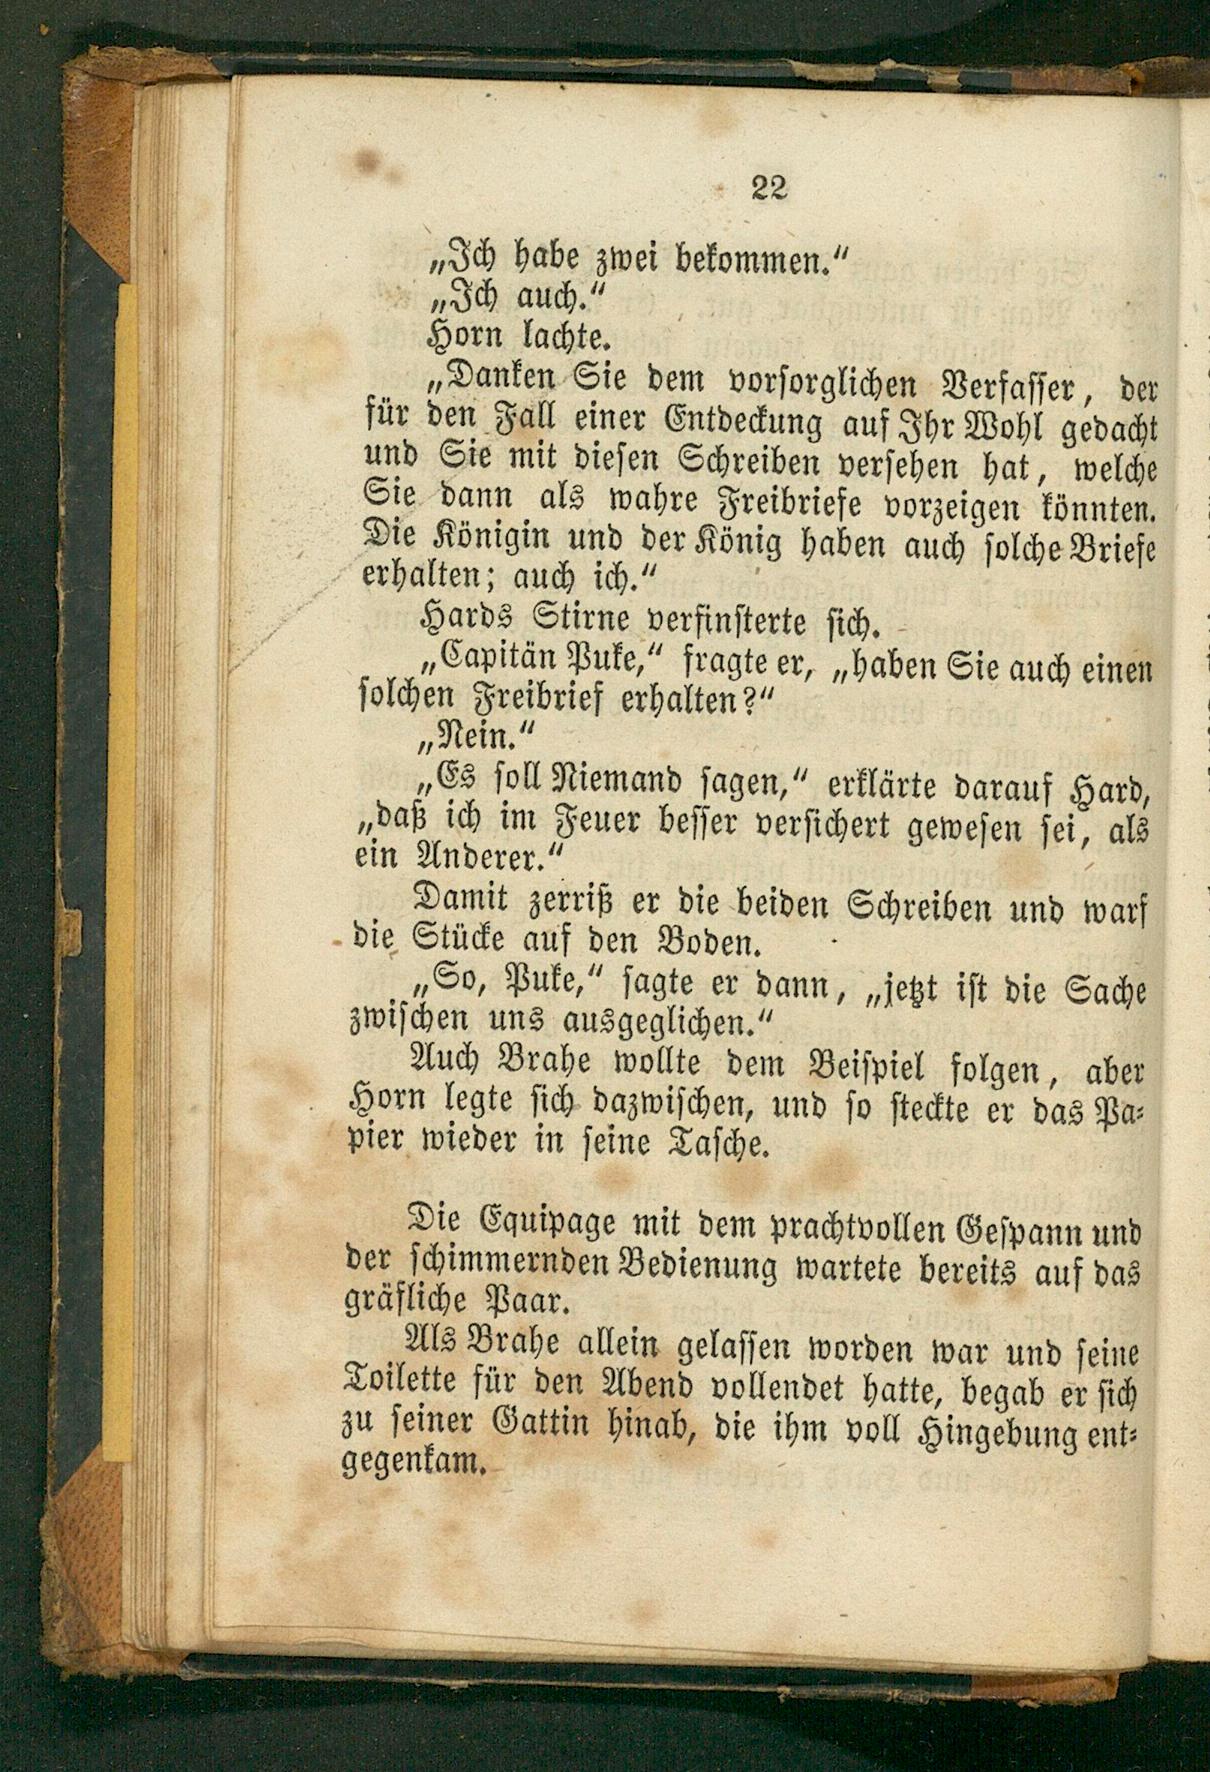 22
„Ich habe zwei bekommen.“
„Ich auch.“
Horn lachte.
„Danken Sie dem vorsorglichen Verfasser, der
für den Fall einer Entdeckung auf Ihr Wohl gedacht
und Sie mit diesen Schreiben versehen hat, welche
Sie dann als wahre Freibriefe vorzeigen könnten.
Die Königin und der König haben auch solche Briefe
erhalten; auch ich.“
Hards Stirne verfinsterte sich.
„Capitän Puke,“ fragte er, „haben Sie auch einen
solchen Freibrief erhalten?“
„Nein.“
„Es soll Niemand sagen,“ erklärte darauf Hard,
„daß ich im Feuer besser versichert gewesen sei, als
ein Anderer.“
Damit zerriß er die beiden Schreiben und warf
die Stücke auf den Boden.
„So, Puke,“ sagte er dann, „jetzt ist die Sache
zwischen uns ausgeglichen.“
Auch Brahe wollte dem Beispiel folgen, aber
Horn legte sich dazwischen, und so steckte er das Pa-
pier wieder in seine Tasche.
Die Equipage mit dem prachtvollen Gespann und
der schimmernden Bedienung wartete bereits auf das
gräfliche Paar.
Als Brahe allein gelassen worden war und seine
Toilette für den Abend vollendet hatte, begab er sich
zu seiner Gattin hinab, die ihm voll Hingebung ent-
gegenkam.